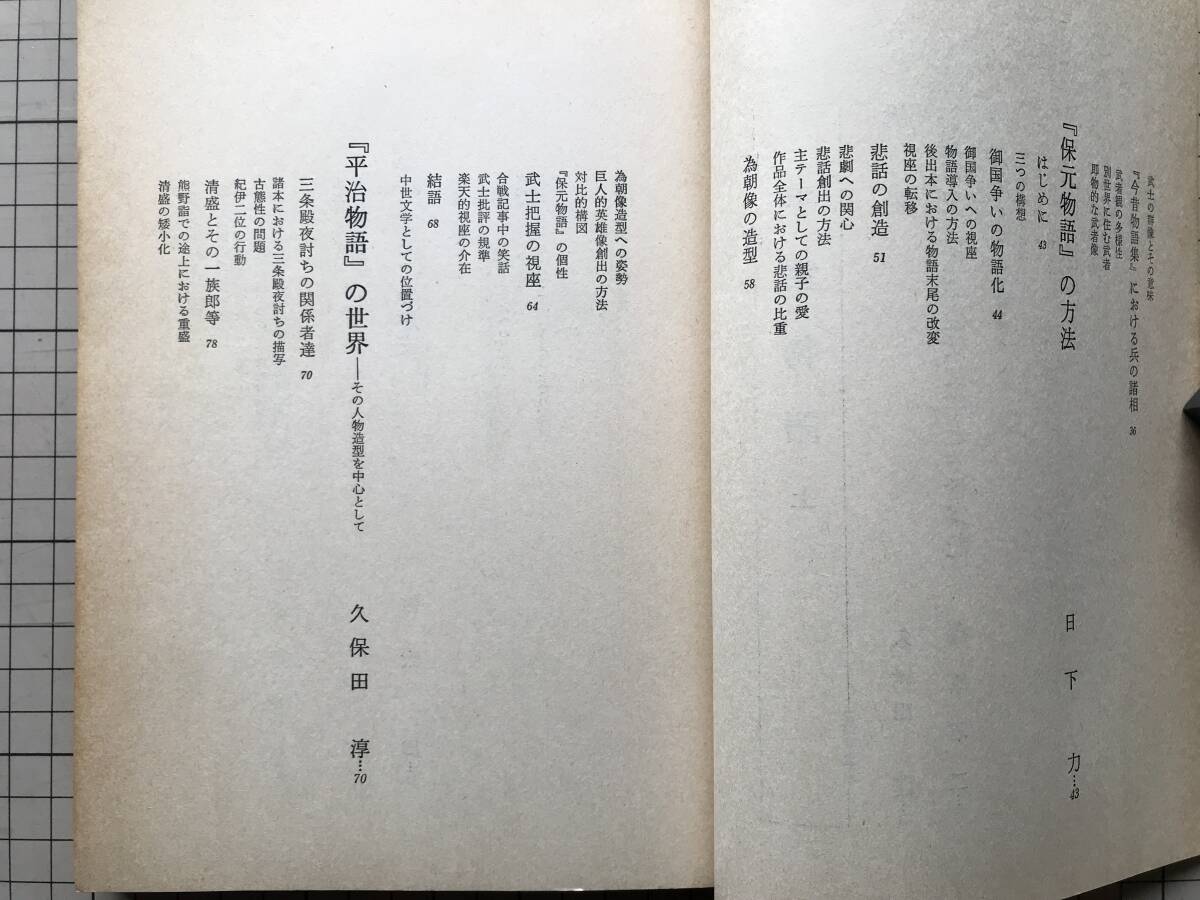 武士の群像とその意味
『今昔物語集』における兵の諸相 36
武者観の多様性
別世界に住む武者
即物的な武者像
『保元物語』の方法 日下力…43
はじめに 43
三つの構想
御国争いの物語化 44
御国争いへの視座
物語導入の方法
後出本における物語末尾の改変
視座の転移
悲話の創造 51
悲劇への関心
悲話創出の方法
主テーマとしての親子の愛
作品全体における悲話の比重
為朝像の造型 58
為朝像造型への姿勢
巨人的英雄像創出の方法
対比的構図
『保元物語』の個性
武士把握の視座 64
合戦記事中の笑話
武士批評の規準
楽天的視座の介在
結語 68
中世文学としての位置づけ
『平治物語』の世界―その人物造型を中心として 久保田淳…70
三条殿夜討ちの関係者達 70
諸本における三条殿夜討ちの描写
古態性の問題
紀伊二位の行動
清盛とその一族郎等 78
熊野詣での途上における重盛
清盛の矮小化